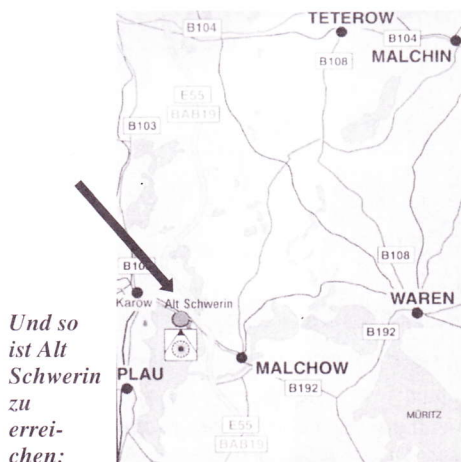 TETEROW
B104
B104
MALCHIN
B108
E55
BAB19
B103
B108
Karow
Alt Schwerin
WAREN
B192
Und so
ist Alt
Schwerin
zu
errei-
chen:
PLAU
MALCHOW
B192
MÜRITZ
E55
BAB19